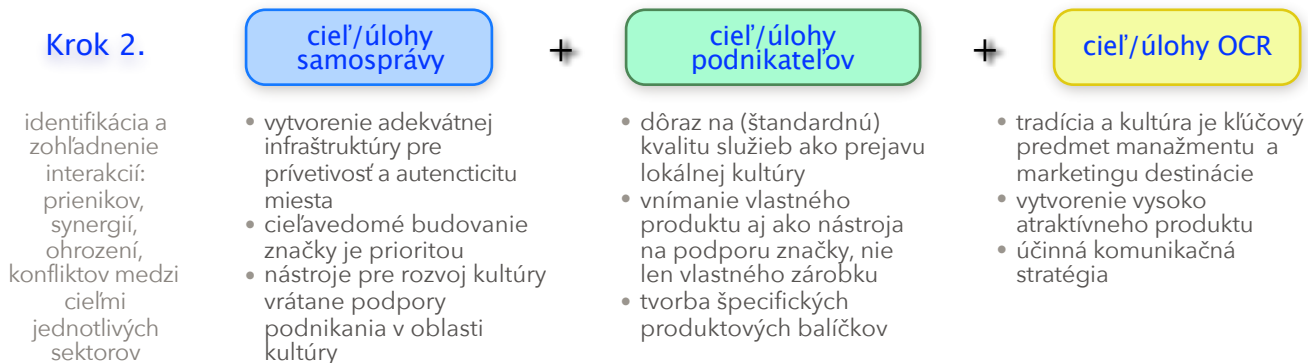 Krok 2.
identifikácia a
zohľadnenie
interakcií:
prienikov,
synergií,
ohrození,
konfliktov medzi
cieľmi
jednotlivých
sektorov
cieľ/úlohy
samosprávy
• vytvorenie adekvátnej
infraštruktúry pre
prívetivosť a autencticitu
miesta
• cieľavedomé budovanie
značky je prioritou
• nástroje pre rozvoj kultúry
vrátane podpory
podnikania v oblasti
kultúry
+
cieľ/úlohy
podnikateľov
• dôraz na (štandardnú)
kvalitu služieb ako prejavu
lokálnej kultúry
• vnímanie vlastného
produktu aj ako nástroja
na podporu značky, nie
len vlastného zárobku
• tvorba špecifických
produktových balíčkov
+
cieľ/úlohy OCR
• tradícia a kultúra je kľúčový
predmet manažmentu a
marketingu destinácie
• vytvorenie vysoko
atraktívneho produktu
• účinná komunikačná
stratégia